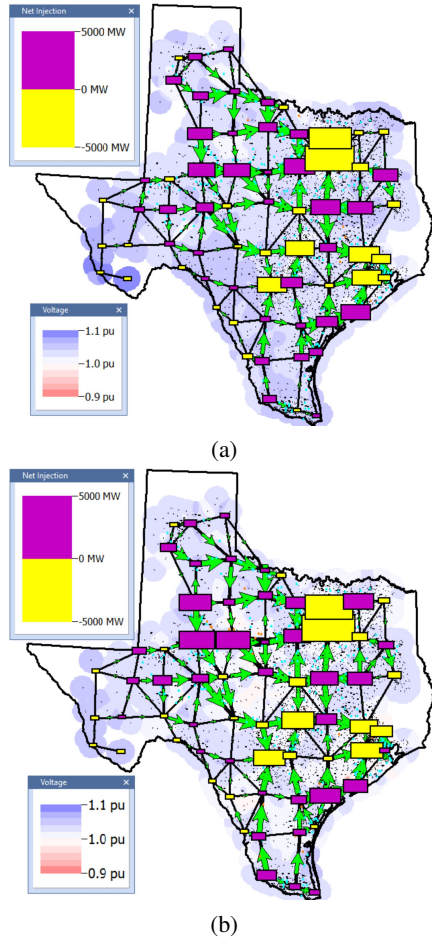 Net Injection ✕
5000 MW
0 MW
-5000 MW
Voltage ✕
1.1 pu
1.0 pu
0.9 pu
(a)
Net Injection ✕
5000 MW
0 MW
-5000 MW
Voltage ✕
1.1 pu
1.0 pu
0.9 pu
(b)